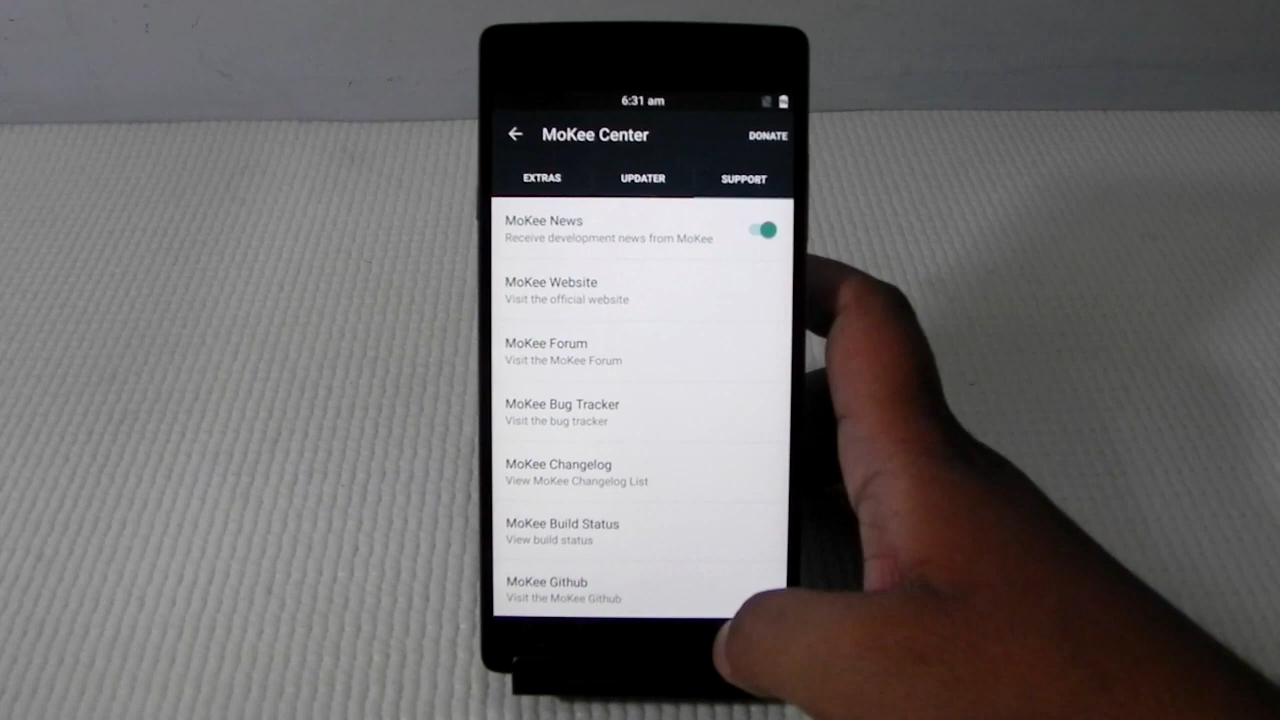 6:31 am
MoKee Center
DONATE
EXTRAS UPDATER SUPPORT
MoKee News
Receive development news from MoKee
MoKee Website
Visit the official website
MoKee Forum
Visit the MoKee Forum
MoKee Bug Tracker
Visit the bug tracker
MoKee Changelog
View MoKee Changelog List
MoKee Build Status
View build status
MoKee Github
Visit the MoKee Github